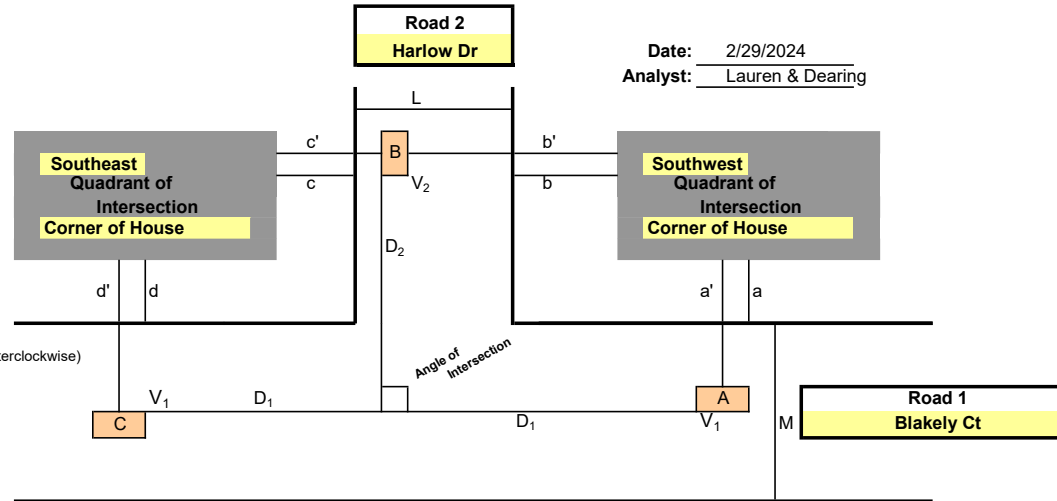 Road 2
Harlow Dr
Date: 2/29/2024
Analyst: Lauren & Dearing
L
c' B b'
Southeast
Quadrant of
Intersection
Corner of House
c V2 b
Southwest
Quadrant of
Intersection
Corner of House
D2
d' d a' a
terclockwise)
Angle of
Intersection
V1 D1 A
C D1 V1 M
Road 1
Blakely Ct